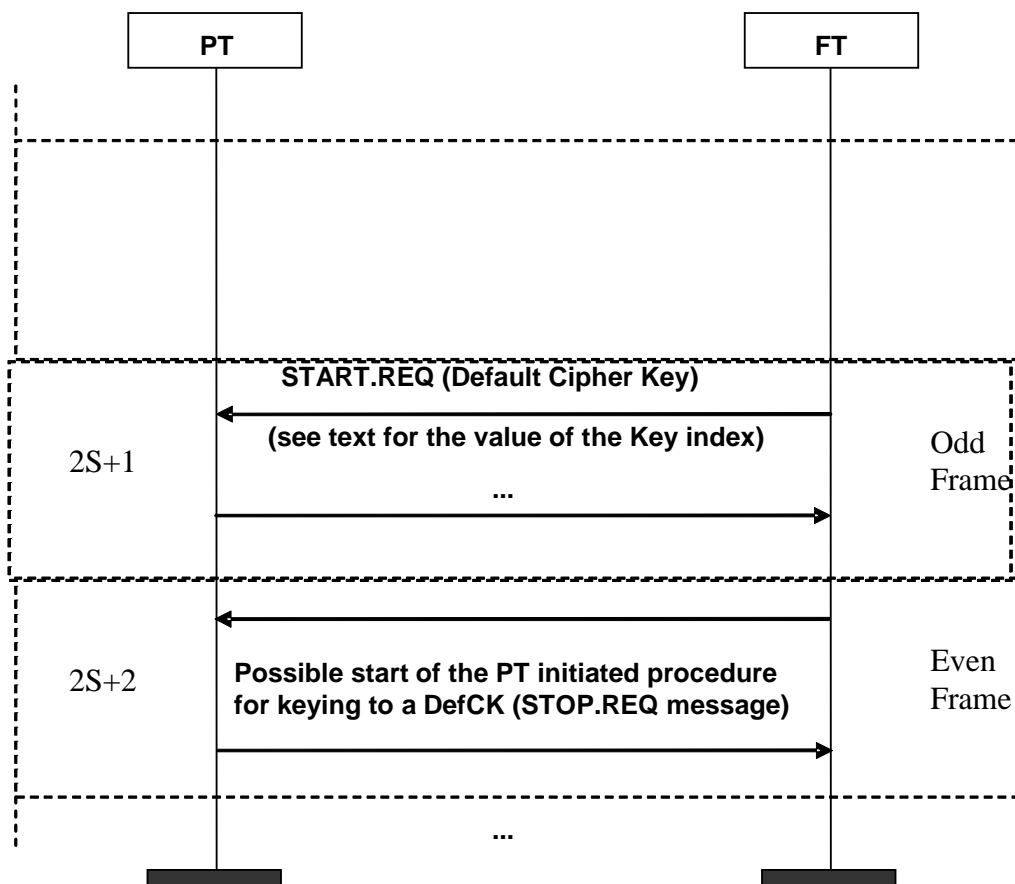 PT
FT
START.REQ (Default Cipher Key)
(see text for the value of the Key index)
2S+1
Odd
Frame
...
2S+2
Possible start of the PT initiated procedure
for keying to a DefCK (STOP.REQ message)
Even
Frame
...